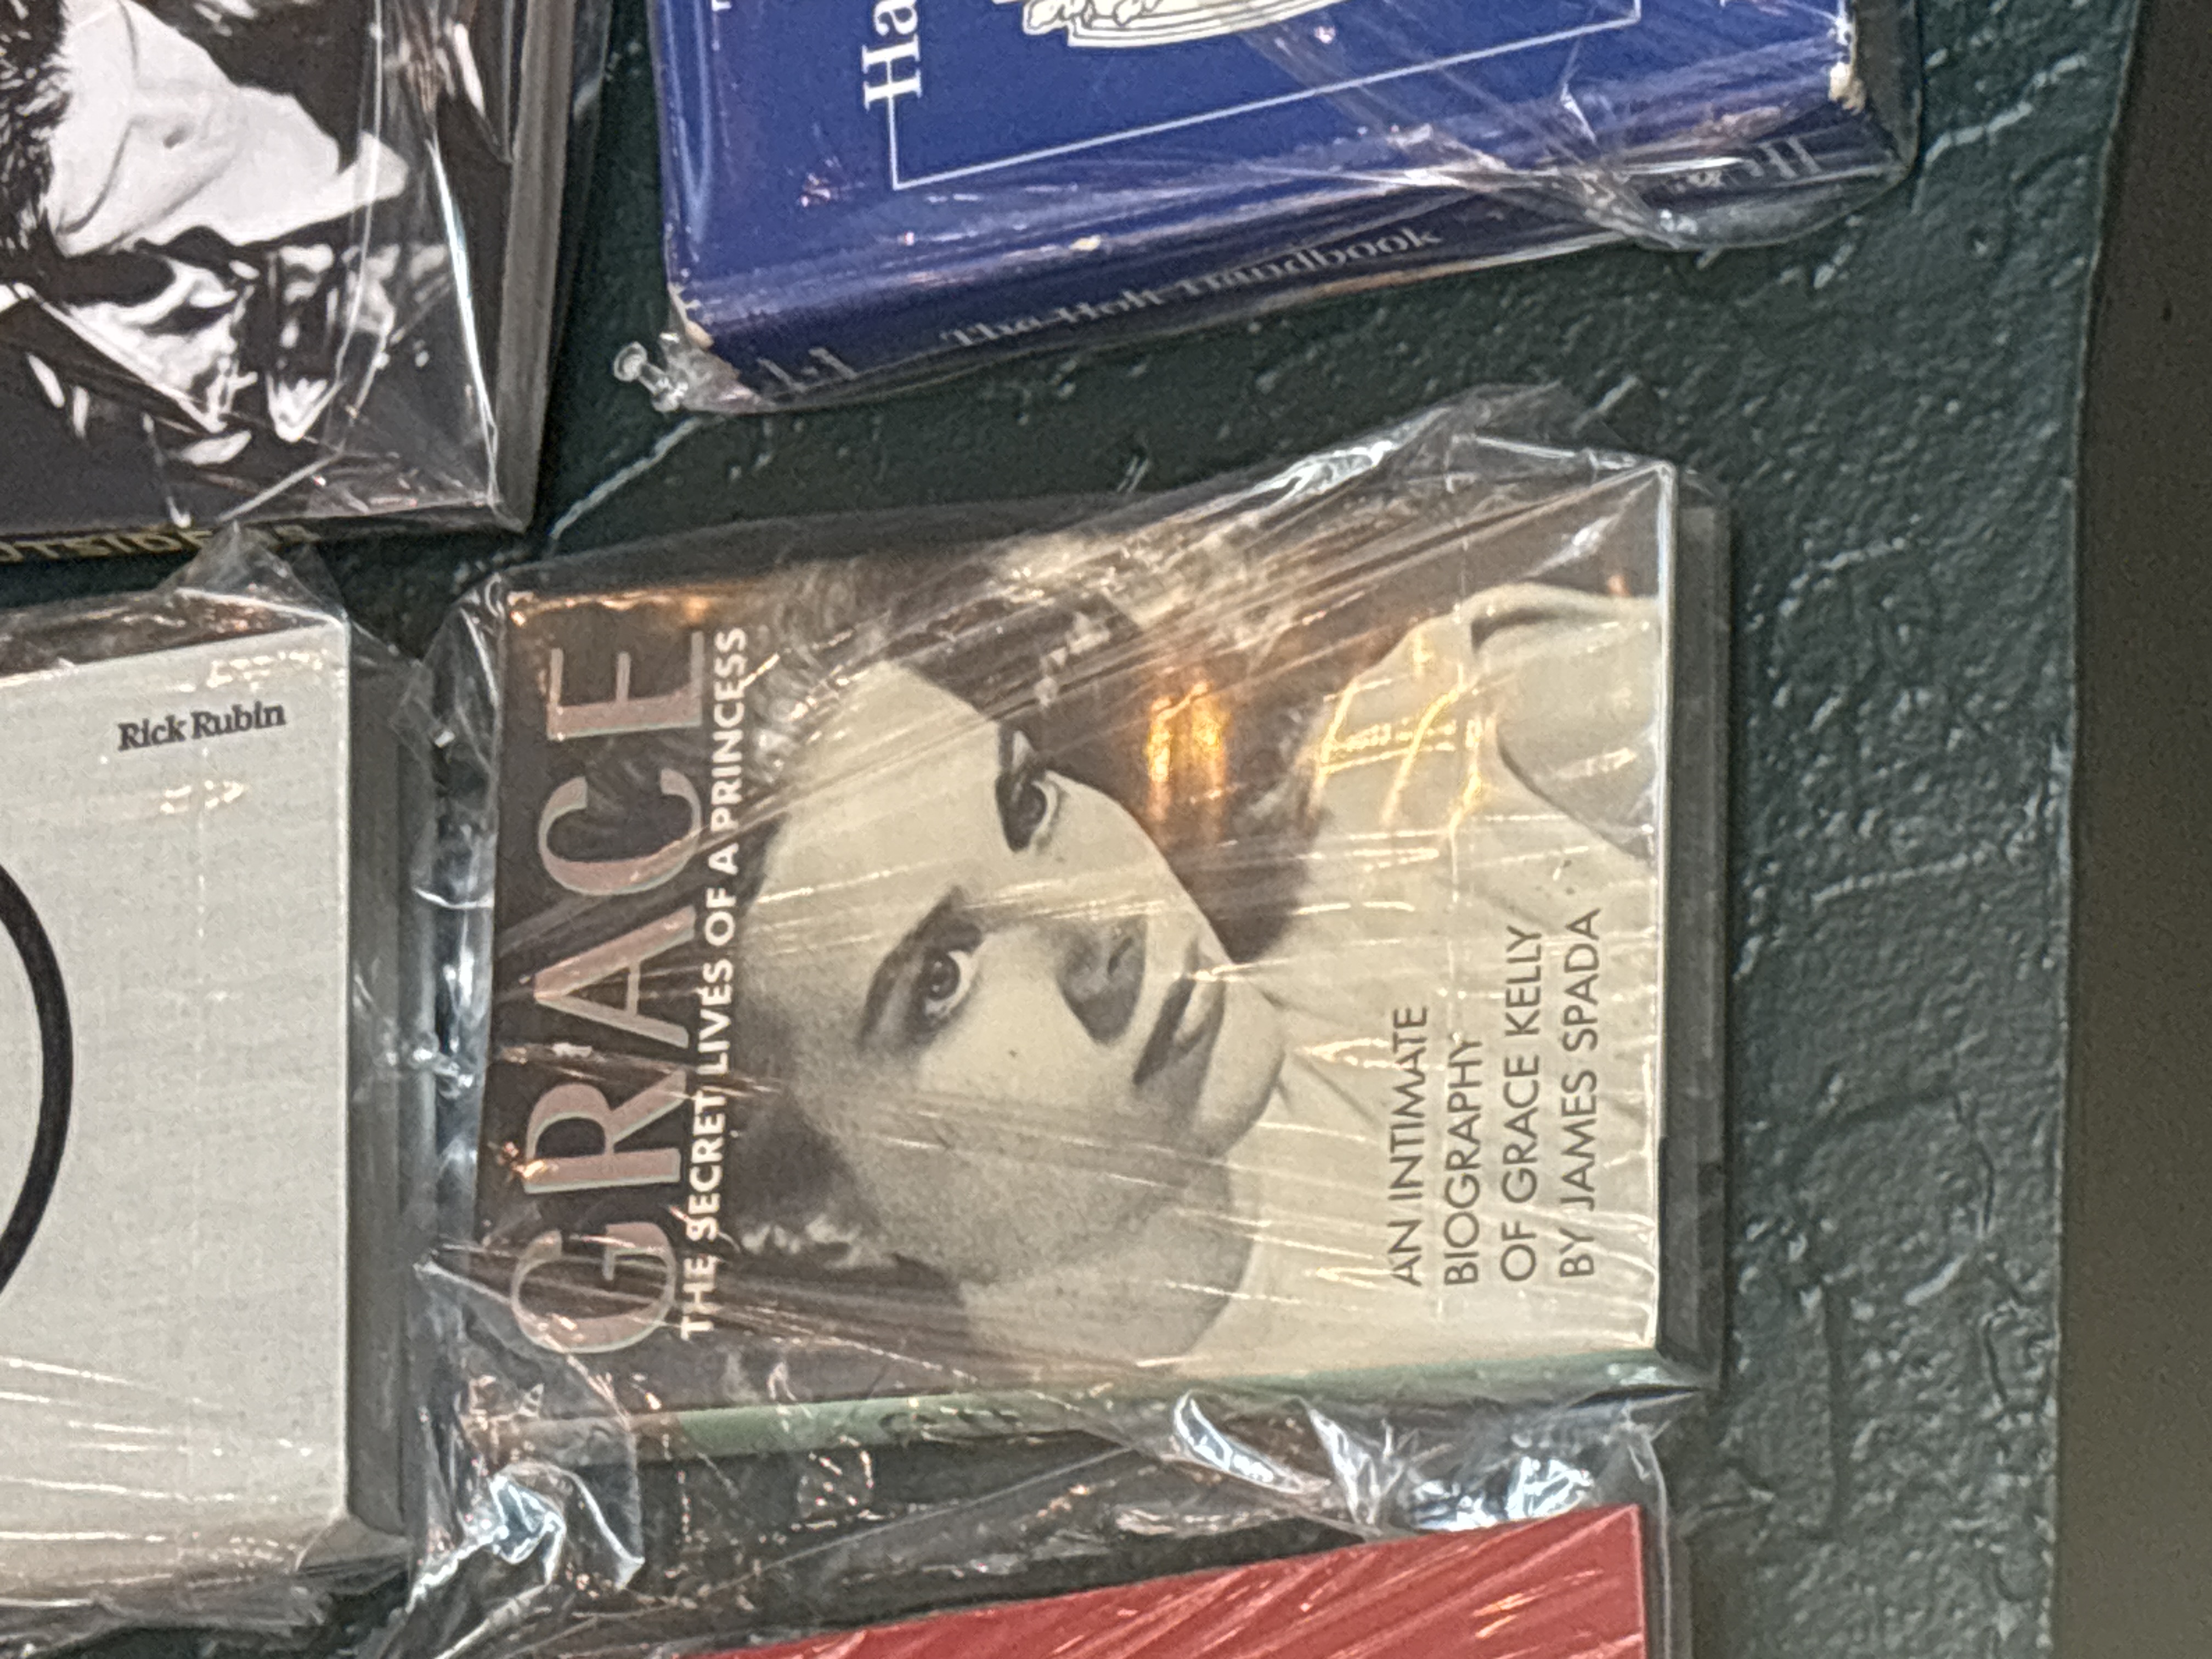 Ha
The Holt Handbook
Rick Rubin
GRACE
THE SECRET LIVES OF A PRINCESS
AN INTIMATE
BIOGRAPHY
OF GRACE KELLY
BY JAMES SPADA